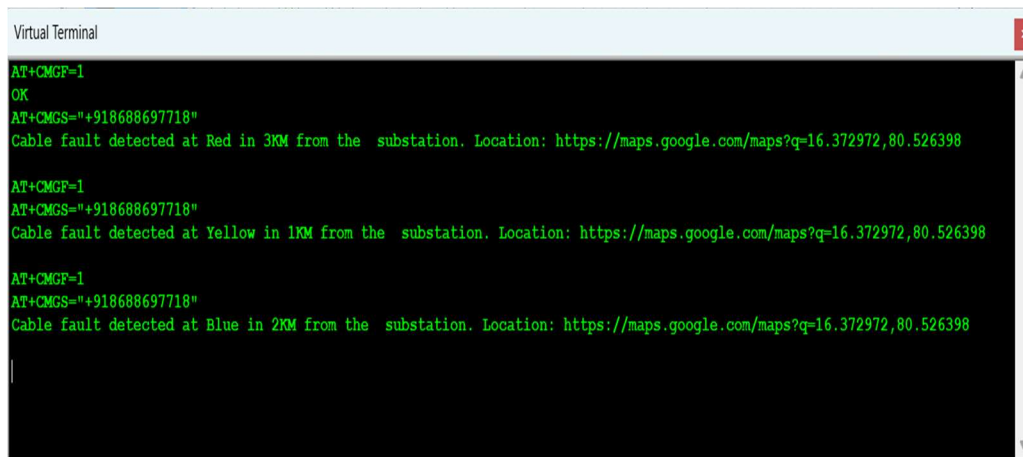 Virtual Terminal
AT+CMGF=1
OK
AT+CMGS="+918688697718"
Cable fault detected at Red in 3KM from the  substation. Location: https://maps.google.com/maps?q=16.372972,80.526398
AT+CMGF=1
AT+CMGS="+918688697718"
Cable fault detected at Yellow in 1KM from the  substation. Location: https://maps.google.com/maps?q=16.372972,80.526398
AT+CMGF=1
AT+CMGS="+918688697718"
Cable fault detected at Blue in 2KM from the  substation. Location: https://maps.google.com/maps?q=16.372972,80.526398